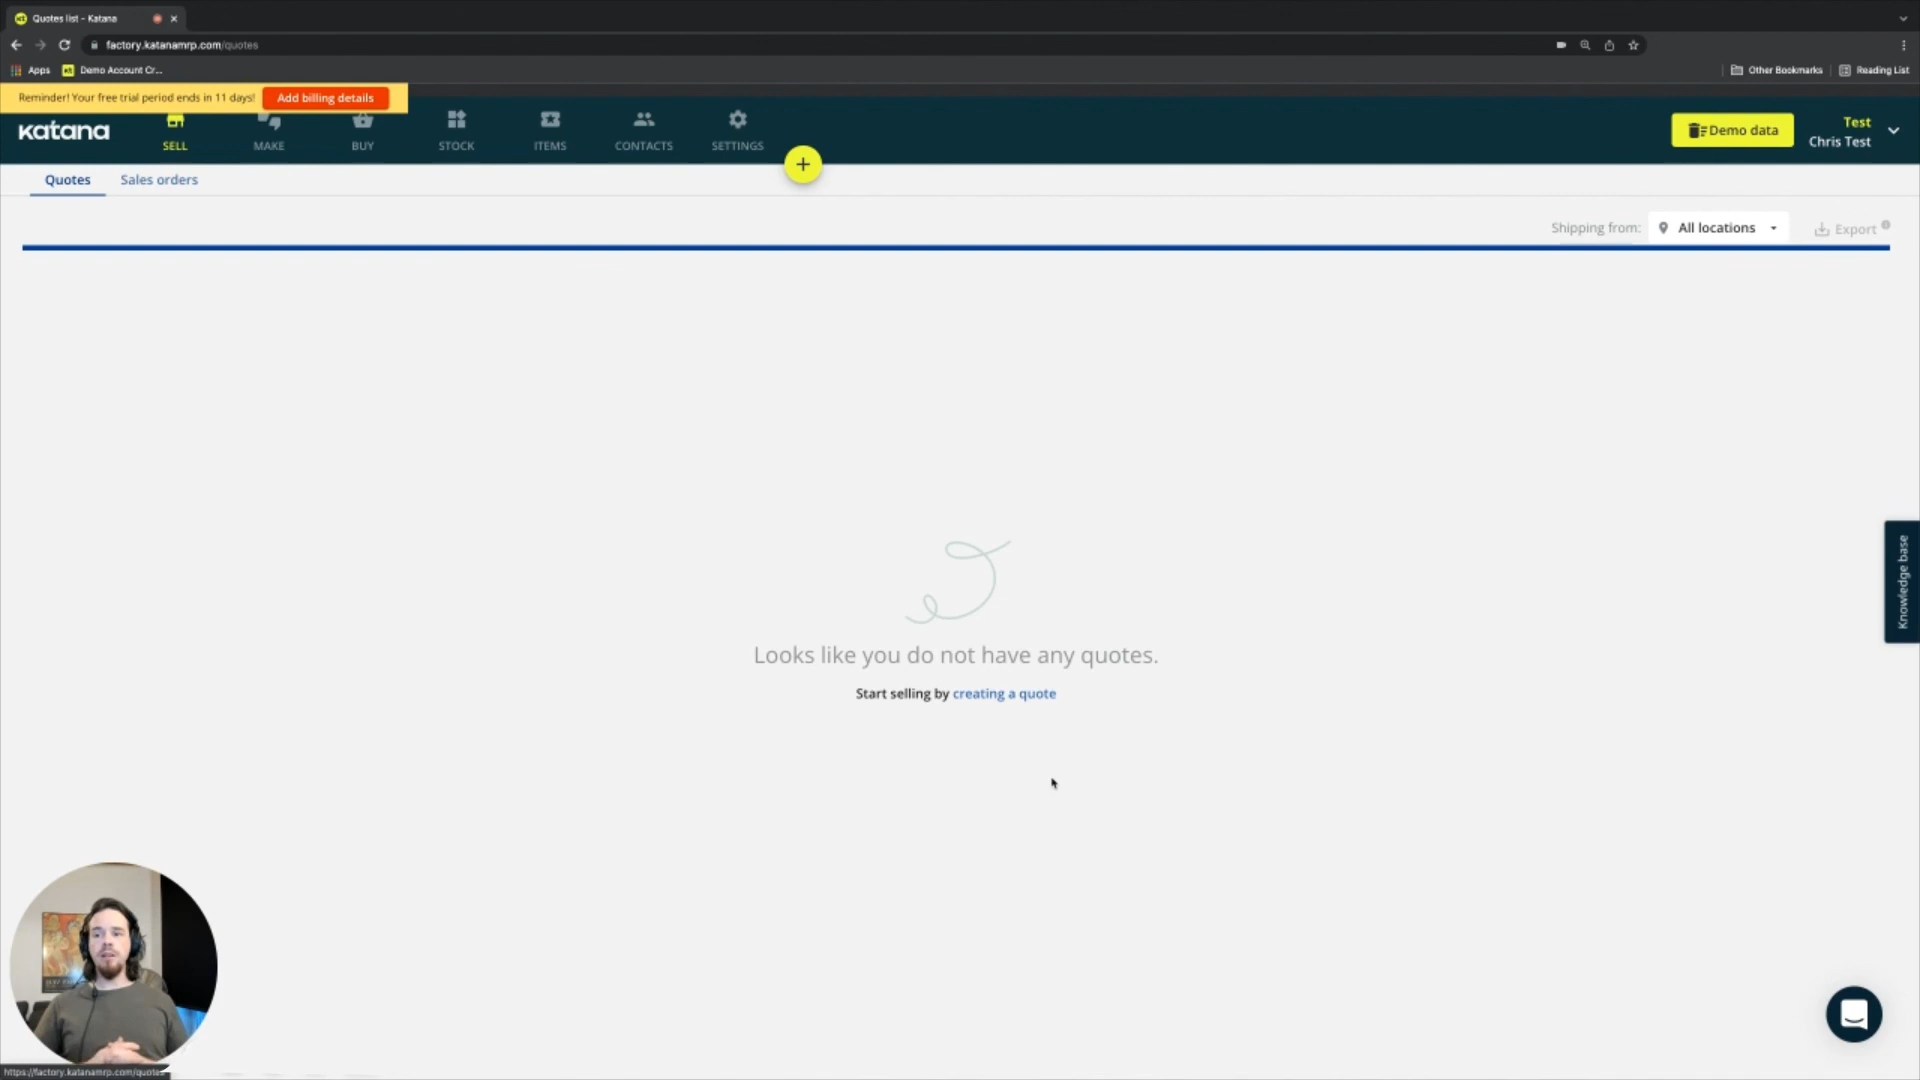 Quotes list - Katana
factory.katanamrp.com/quotes
Apps
Demo Account Cr...
Other Bookmarks
Reading List
Reminder! Your free trial period ends in 11 days!
Add billing details
katana
SELL
MAKE
BUY
STOCK
ITEMS
CONTACTS
SETTINGS
+
Demo data
Test
Chris Test
Quotes
Sales orders
Shipping from:
All locations
Export
Looks like you do not have any quotes.
Start selling by creating a quote
Knowledge base
https://factory.katanamrp.com/quotes